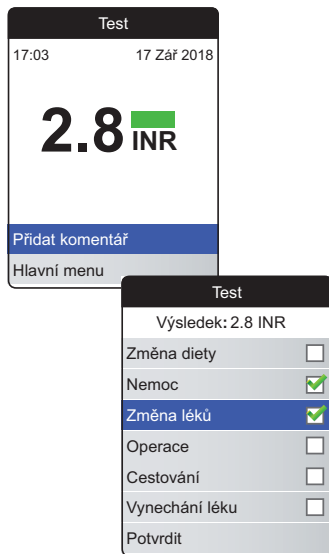 Test
17:03 17 Zář 2018
2.8 INR
Přidat komentář
Hlavní menu
Test
Výsledek: 2.8 INR
Změna diety
Nemoc
Změna léků
Operace
Cestování
Vynechání léku
Potvrdit